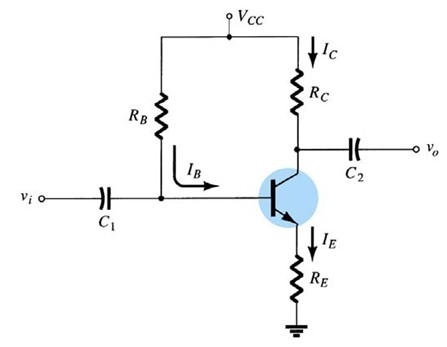 V_CC
I_C
R_B
R_C
I_B
v_i
v_o
C_1
C_2
I_E
R_E